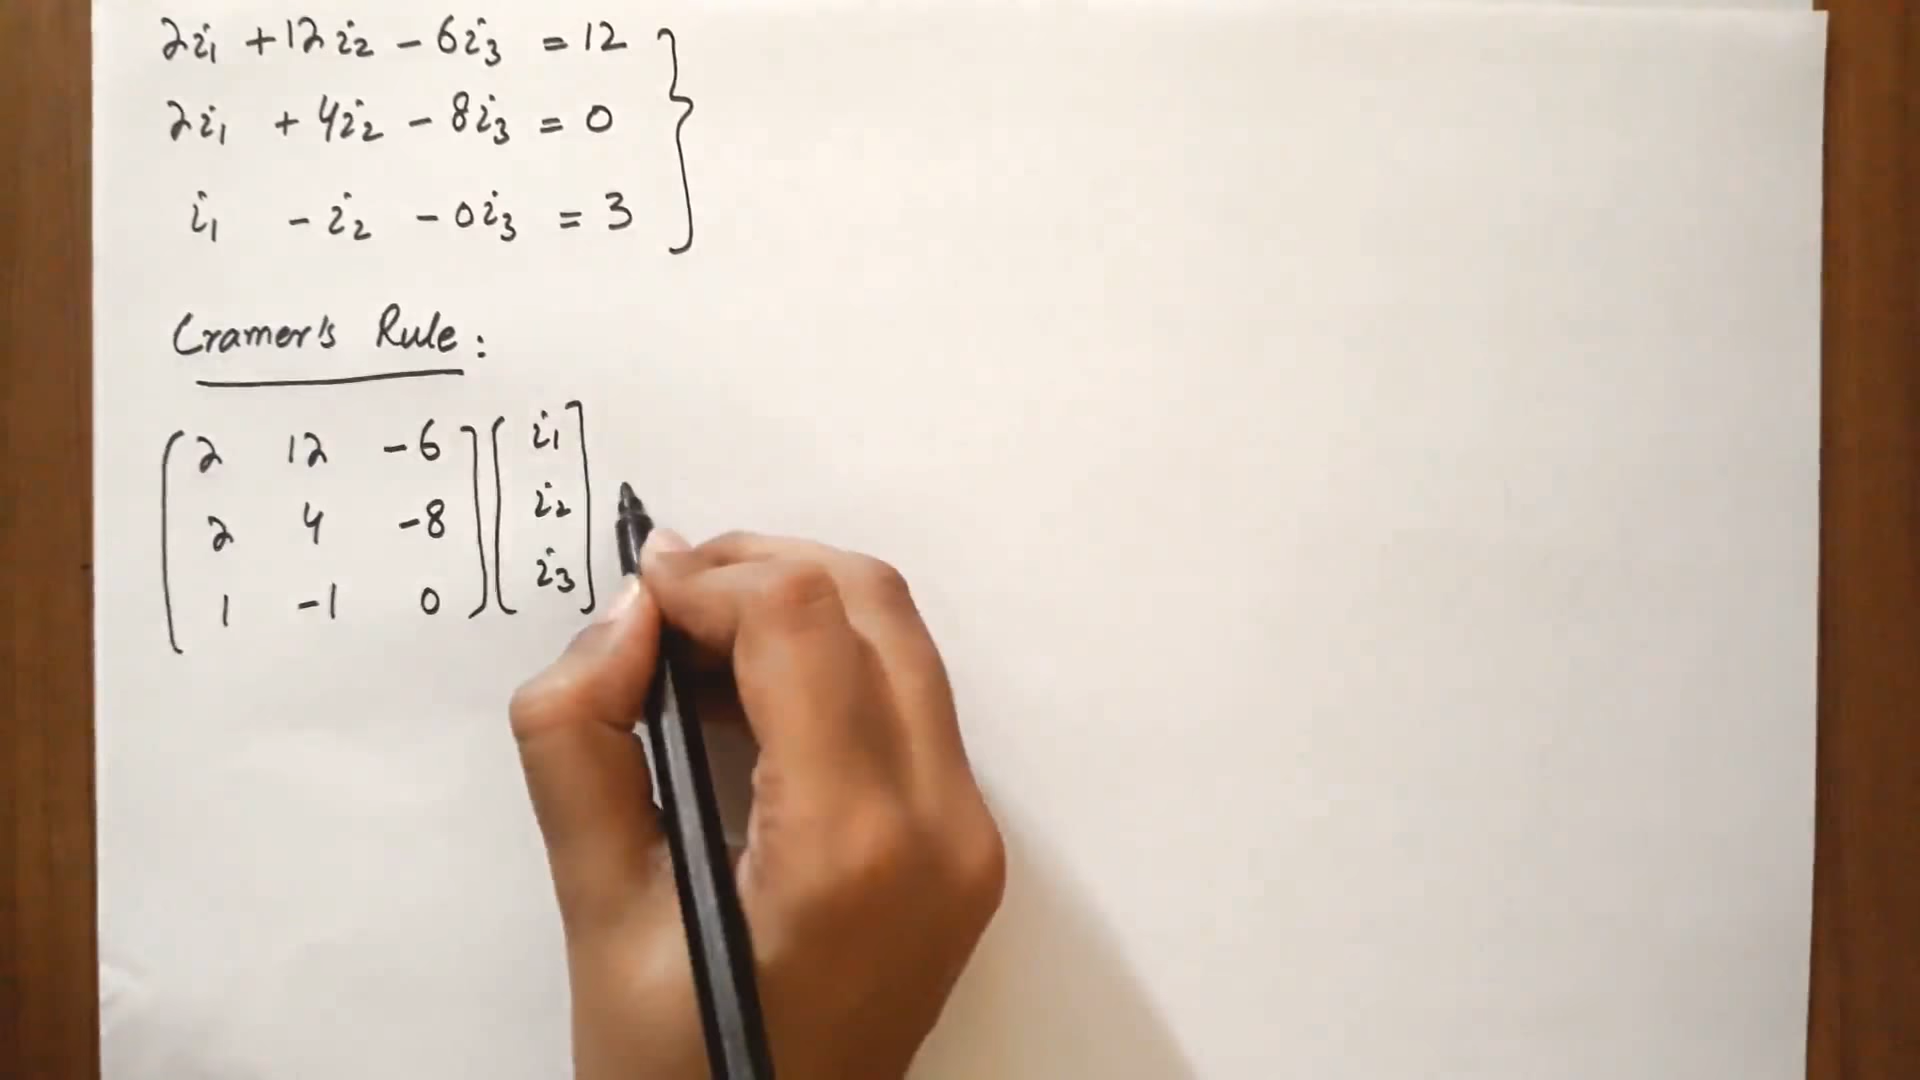 2i₁ + 12i₂ - 6i₃ = 12
2i₁ + 4i₂ - 8i₃ = 0
i₁ - i₂ - 0i₃ = 3
Cramer's Rule:
2 12 -6 i₁
2 4 -8 i₂
1 -1 0 i₃